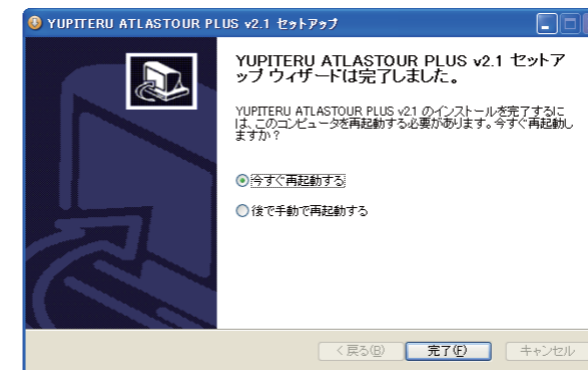 YUPITERU ATLASTOUR PLUS v2.1 セットアップ
YUPITERU ATLASTOUR PLUS v2.1 セットア
ップ ウィザードは完了しました。
YUPITERU ATLASTOUR PLUS v2.1 のインストールを完了するに
は、このコンピュータを再起動する必要があります。今すぐ再起動し
ますか？
今すぐ再起動する
後で手動で再起動する
< 戻る(B) 完了(F) キャンセル